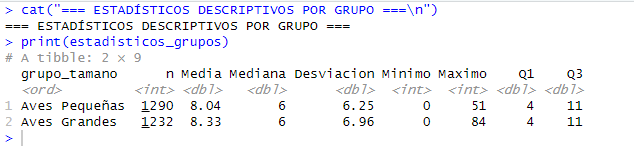 > cat("=== ESTADÍSTICOS DESCRIPTIVOS POR GRUPO ===\n")
=== ESTADÍSTICOS DESCRIPTIVOS POR GRUPO ===
> print(estadisticos_grupos)
# A tibble: 2 × 9
  grupo_tamano      n Media Mediana Desviacion Minimo Maximo    Q1    Q3
  <ord>         <int> <dbl>   <dbl>      <dbl>  <int>  <int> <dbl> <dbl>
1 Aves Pequeñas  1290  8.04       6       6.25      0     51     4    11
2 Aves Grandes   1232  8.33       6       6.96      0     84     4    11
>